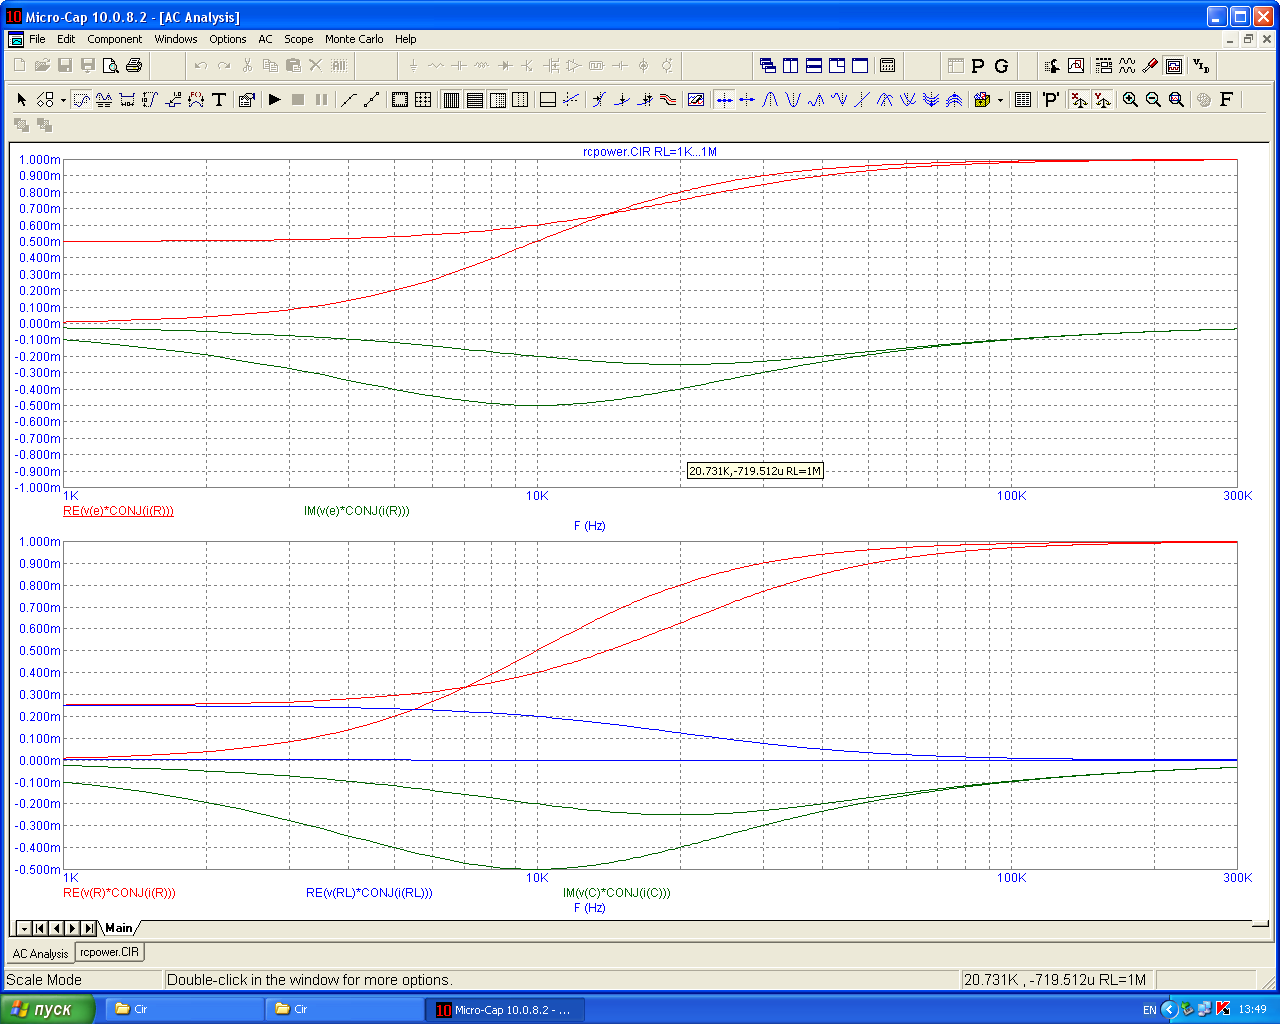 10 Micro-Cap 10.0.8.2 - [AC Analysis]
File Edit Component Windows Options AC Scope Monte Carlo Help
P G
T 'P' X Y F
rcpower.CIR RL=1K...1M
1.000m
0.900m
0.800m
0.700m
0.600m
0.500m
0.400m
0.300m
0.200m
0.100m
0.000m
-0.100m
-0.200m
-0.300m
-0.400m
-0.500m
-0.600m
-0.700m
-0.800m
-0.900m
-1.000m
20.731K,-719.512u RL=1M
1K 10K 100K 300K
RE(v(e)*CONJ(i(R))) IM(v(e)*CONJ(i(R)))
F (Hz)
1.000m
0.900m
0.800m
0.700m
0.600m
0.500m
0.400m
0.300m
0.200m
0.100m
0.000m
-0.100m
-0.200m
-0.300m
-0.400m
-0.500m
1K 10K 100K 300K
RE(v(R)*CONJ(i(R))) RE(v(RL)*CONJ(i(RL))) IM(v(C)*CONJ(i(C)))
F (Hz)
Main
AC Analysis rcpower.CIR
Scale Mode Double-click in the window for more options. 20.731K , -719.512u RL=1M
пуск Cir Cir 10 Micro-Cap 10.0.8.2 - ... EN 13:49